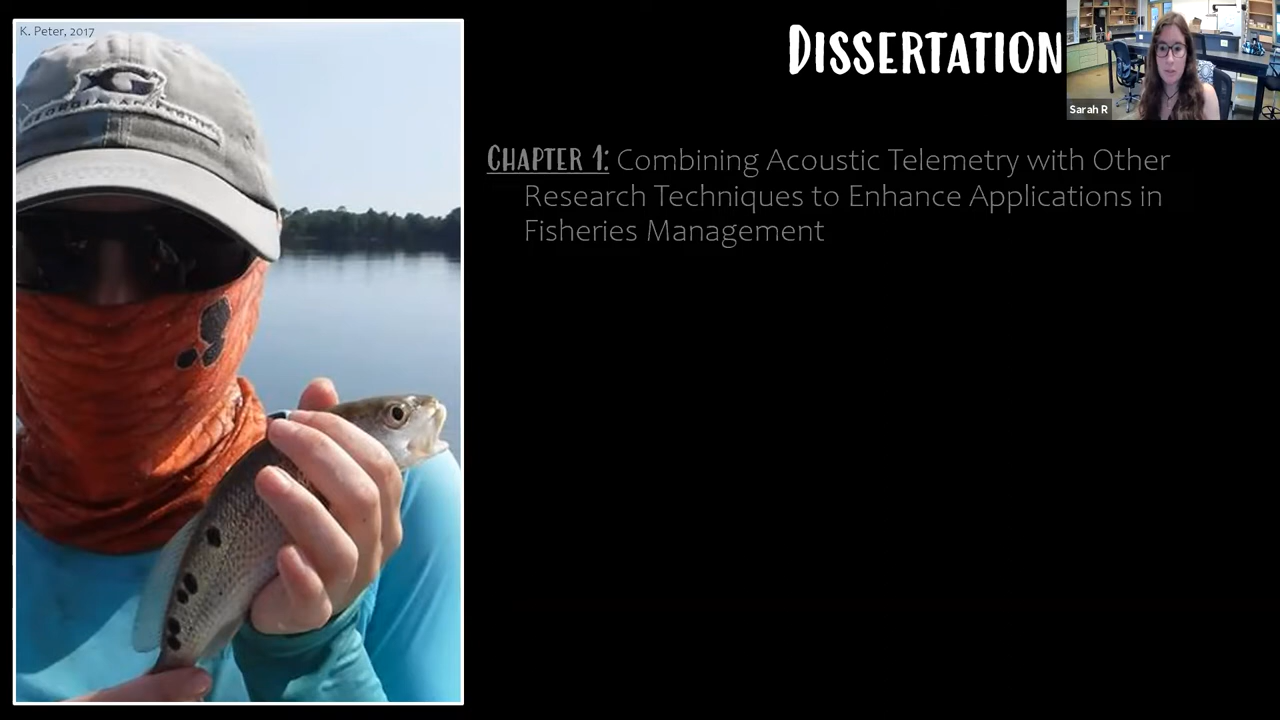 K. Peter, 2017
DISSERTATION
Sarah R
CHAPTER 1: Combining Acoustic Telemetry with Other
Research Techniques to Enhance Applications in
Fisheries Management